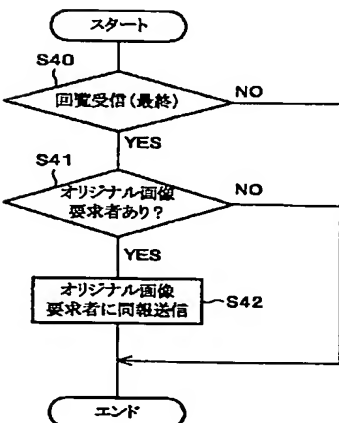 スタート
S40
回覧受信(最終)
NO
YES
S41
オリジナル画像
要求者あり?
NO
YES
オリジナル画像
要求者に同報送信
S42
エンド